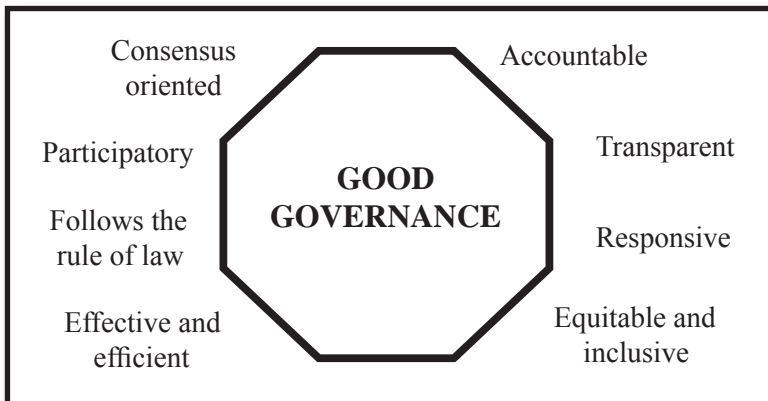 Consensus
oriented
Accountable
Participatory
Transparent
GOOD
GOVERNANCE
Follows the
rule of law
Responsive
Effective and
efficient
Equitable and
inclusive